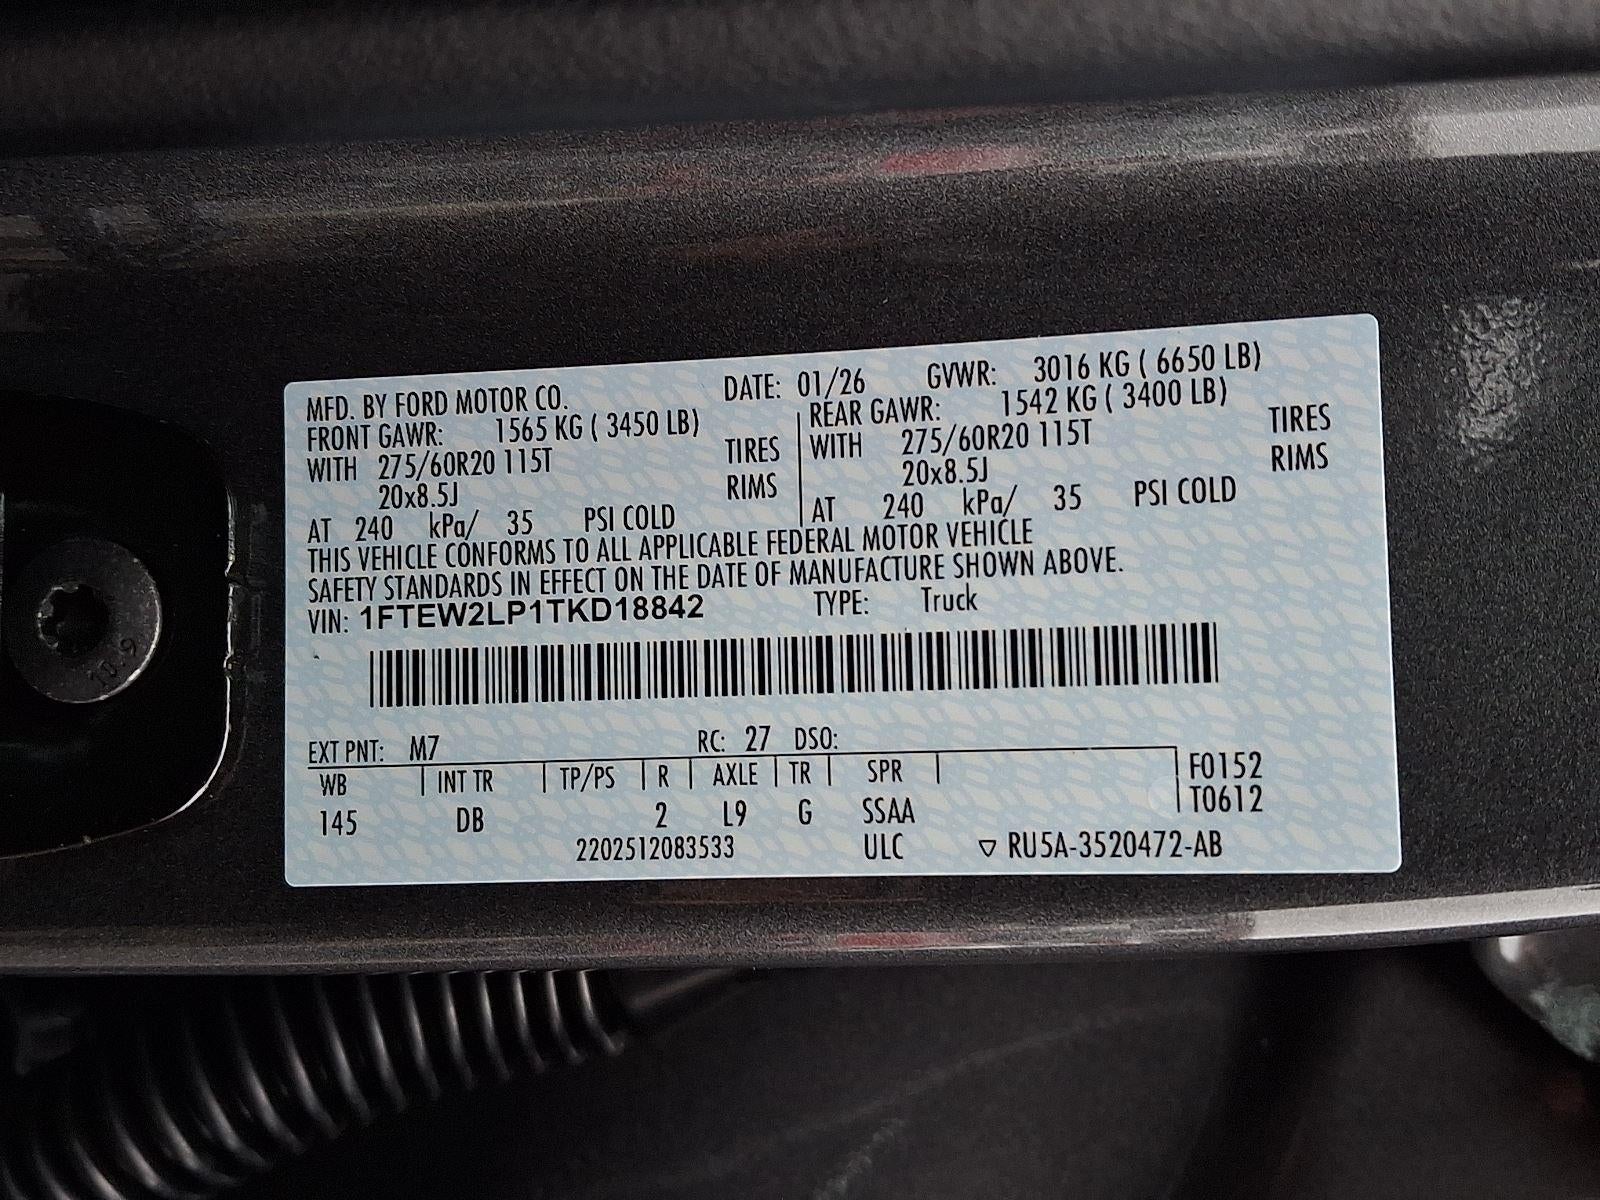 MFD. BY FORD MOTOR CO. DATE: 01/26 GVWR: 3016 KG ( 6650 LB)
FRONT GAWR: 1565 KG ( 3450 LB) REAR GAWR: 1542 KG ( 3400 LB)
WITH 275/60R20 115T TIRES WITH 275/60R20 115T TIRES
20x8.5J RIMS 20x8.5J RIMS
AT 240 kPa/ 35 PSI COLD AT 240 kPa/ 35 PSI COLD
THIS VEHICLE CONFORMS TO ALL APPLICABLE FEDERAL MOTOR VEHICLE
SAFETY STANDARDS IN EFFECT ON THE DATE OF MANUFACTURE SHOWN ABOVE.
VIN: 1FTEW2LP1TKD18842 TYPE: Truck
EXT PNT: M7 RC: 27 DSO:
WB INT TR TP/PS R AXLE TR SPR F0152
145 DB 2 L9 G SSAA T0612
2202512083533 ULC ▽ RU5A-3520472-AB
10.9